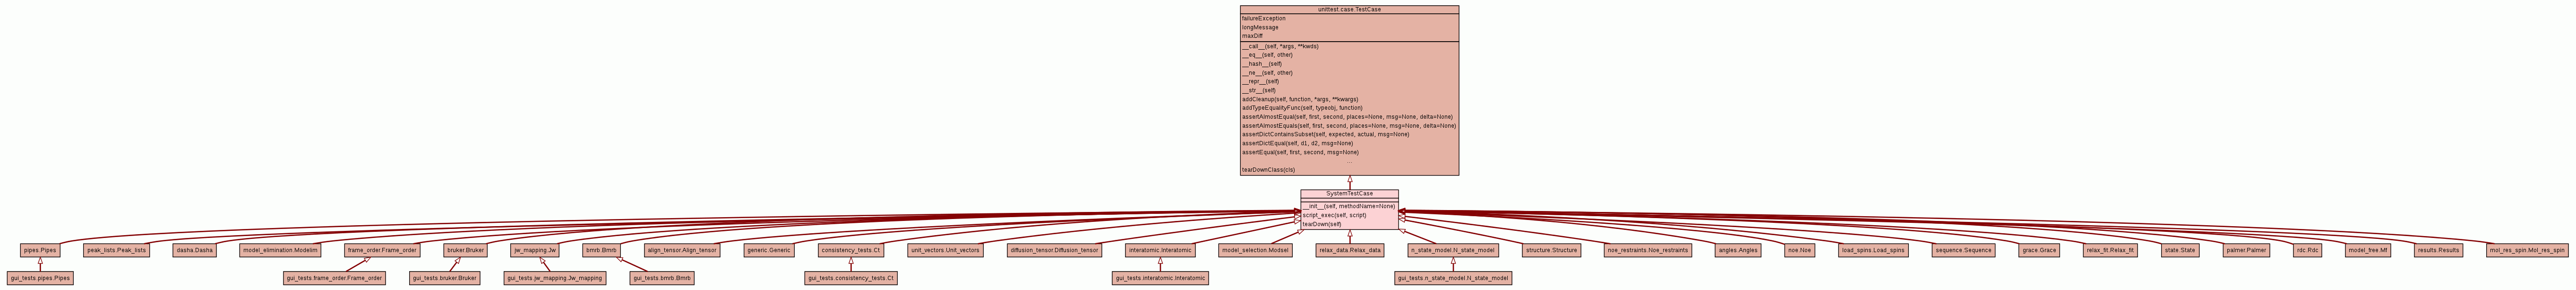 unittest.case.TestCase
failureException
longMessage
maxDiff
__call__(self, *args, **kwds)
__eq__(self, other)
__hash__(self)
__ne__(self, other)
__repr__(self)
__str__(self)
addCleanup(self, function, *args, **kwargs)
addTypeEqualityFunc(self, typeobj, function)
assertAlmostEqual(self, first, second, places=None, msg=None, delta=None)
assertAlmostEquals(self, first, second, places=None, msg=None, delta=None)
assertDictContainsSubset(self, expected, actual, msg=None)
assertDictEqual(self, d1, d2, msg=None)
assertEqual(self, first, second, msg=None)
...
tearDownClass(cls)
SystemTestCase
__init__(self, methodName=None)
script_exec(self, script)
tearDown(self)
pipes.Pipes
peak_lists.Peak_lists
dasha.Dasha
model_elimination.Modelim
frame_order.Frame_order
bruker.Bruker
jw_mapping.Jw
bmrb.Bmrb
align_tensor.Align_tensor
generic.Generic
consistency_tests.Ct
unit_vectors.Unit_vectors
diffusion_tensor.Diffusion_tensor
interatomic.Interatomic
model_selection.Modsel
relax_data.Relax_data
n_state_model.N_state_model
structure.Structure
noe_restraints.Noe_restraints
angles.Angles
noe.Noe
load_spins.Load_spins
sequence.Sequence
grace.Grace
relax_fit.Relax_fit
state.State
palmer.Palmer
rdc.Rdc
model_free.Mf
results.Results
mol_res_spin.Mol_res_spin
gui_tests.pipes.Pipes
gui_tests.frame_order.Frame_order
gui_tests.bruker.Bruker
gui_tests.jw_mapping.Jw_mapping
gui_tests.bmrb.Bmrb
gui_tests.consistency_tests.Ct
gui_tests.interatomic.Interatomic
gui_tests.n_state_model.N_state_model